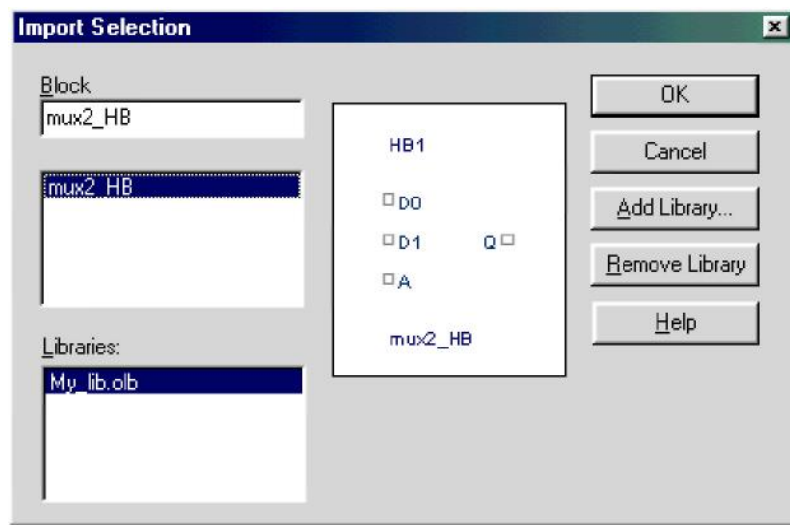 Import Selection
Block
mux2_HB
mux2_HB
Libraries:
My_lib.olb
HB1
D0
D1 Q
A
mux2_HB
OK
Cancel
Add Library...
Remove Library
Help